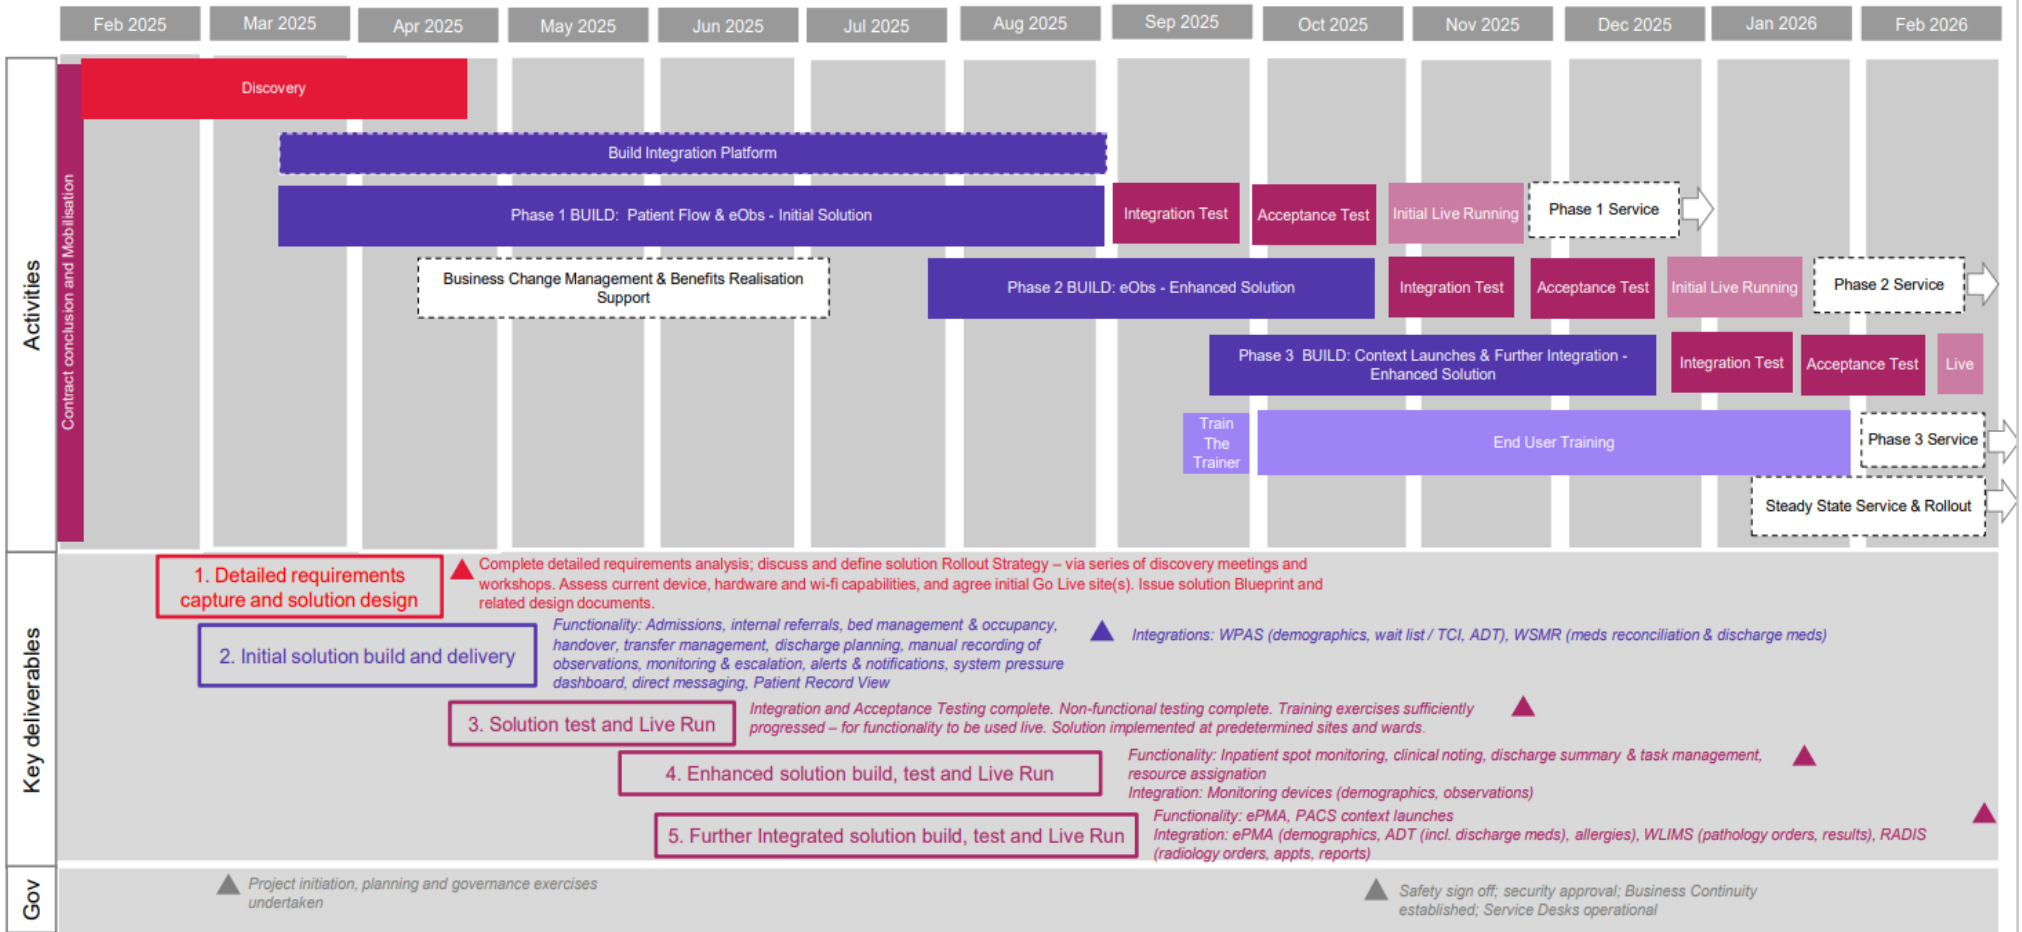 Feb 2025
Mar 2025
Apr 2025
May 2025
Jun 2025
Jul 2025
Aug 2025
Sep 2025
Oct 2025
Nov 2025
Dec 2025
Jan 2026
Feb 2026
Activities
Contract conclusion and Mobilisation
Discovery
Build Integration Platform
Phase 1 BUILD: Patient Flow & eObs - Initial Solution
Integration Test
Acceptance Test
Initial Live Running
Phase 1 Service
Business Change Management & Benefits Realisation
Support
Phase 2 BUILD: eObs - Enhanced Solution
Integration Test
Acceptance Test
Initial Live Running
Phase 2 Service
Phase 3 BUILD: Context Launches & Further Integration -
Enhanced Solution
Integration Test
Acceptance Test
Live
Train
The
Trainer
End User Training
Phase 3 Service
Steady State Service & Rollout
Key deliverables
1. Detailed requirements
capture and solution design
Complete detailed requirements analysis; discuss and define solution Rollout Strategy – via series of discovery meetings and
workshops. Assess current device, hardware and wi-fi capabilities, and agree initial Go Live site(s). Issue solution Blueprint and
related design documents.
2. Initial solution build and delivery
Functionality: Admissions, internal referrals, bed management & occupancy,
handover, transfer management, discharge planning, manual recording of
observations, monitoring & escalation, alerts & notifications, system pressure
dashboard, direct messaging, Patient Record View
Integrations: WPAS (demographics, wait list / TCI, ADT), WSMR (meds reconciliation & discharge meds)
3. Solution test and Live Run
Integration and Acceptance Testing complete. Non-functional testing complete. Training exercises sufficiently
progressed – for functionality to be used live. Solution implemented at predetermined sites and wards.
4. Enhanced solution build, test and Live Run
Functionality: Inpatient spot monitoring, clinical noting, discharge summary & task management,
resource assignation
Integration: Monitoring devices (demographics, observations)
5. Further Integrated solution build, test and Live Run
Functionality: ePMA, PACS context launches
Integration: ePMA (demographics, ADT (incl. discharge meds), allergies), WLIMS (pathology orders, results), RADIS
(radiology orders, appts, reports)
Gov
Project initiation, planning and governance exercises
undertaken
Safety sign off; security approval; Business Continuity
established; Service Desks operational